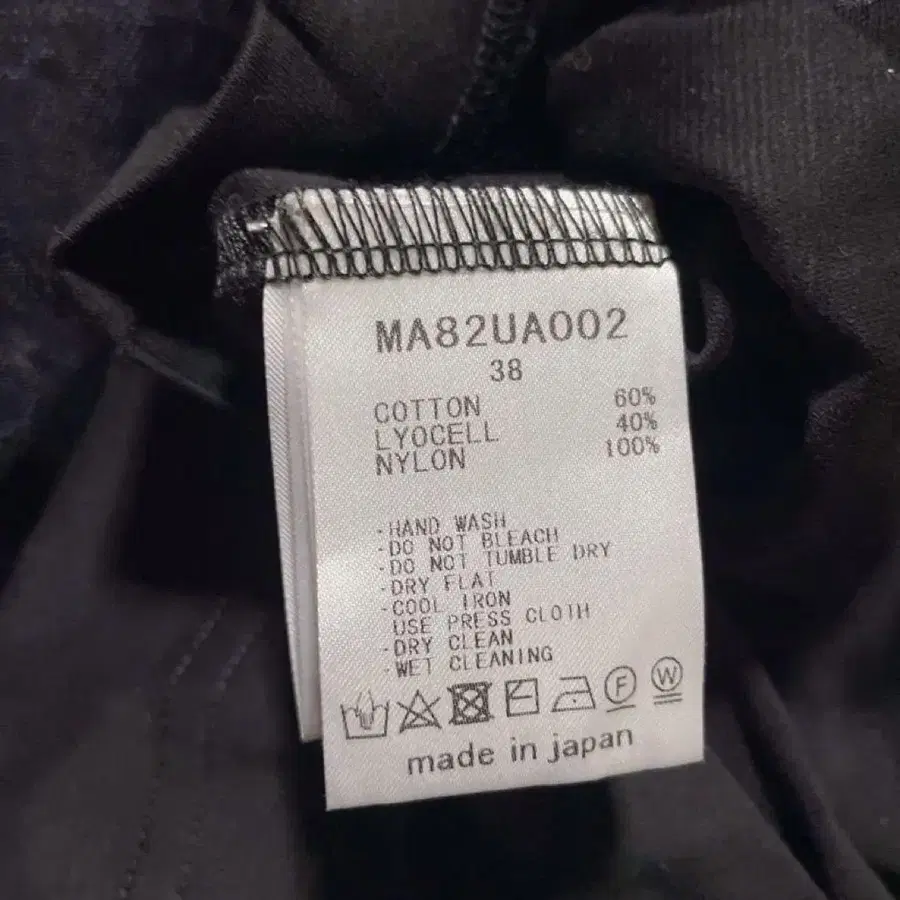 MA82UA002
38
COTTON 60%
LYOCELL 40%
NYLON 100%
-HAND WASH
-DO NOT BLEACH
-DO NOT TUMBLE DRY
-DRY FLAT
-COOL IRON
USE PRESS CLOTH
-DRY CLEAN
-WET CLEANING
F W
made in japan